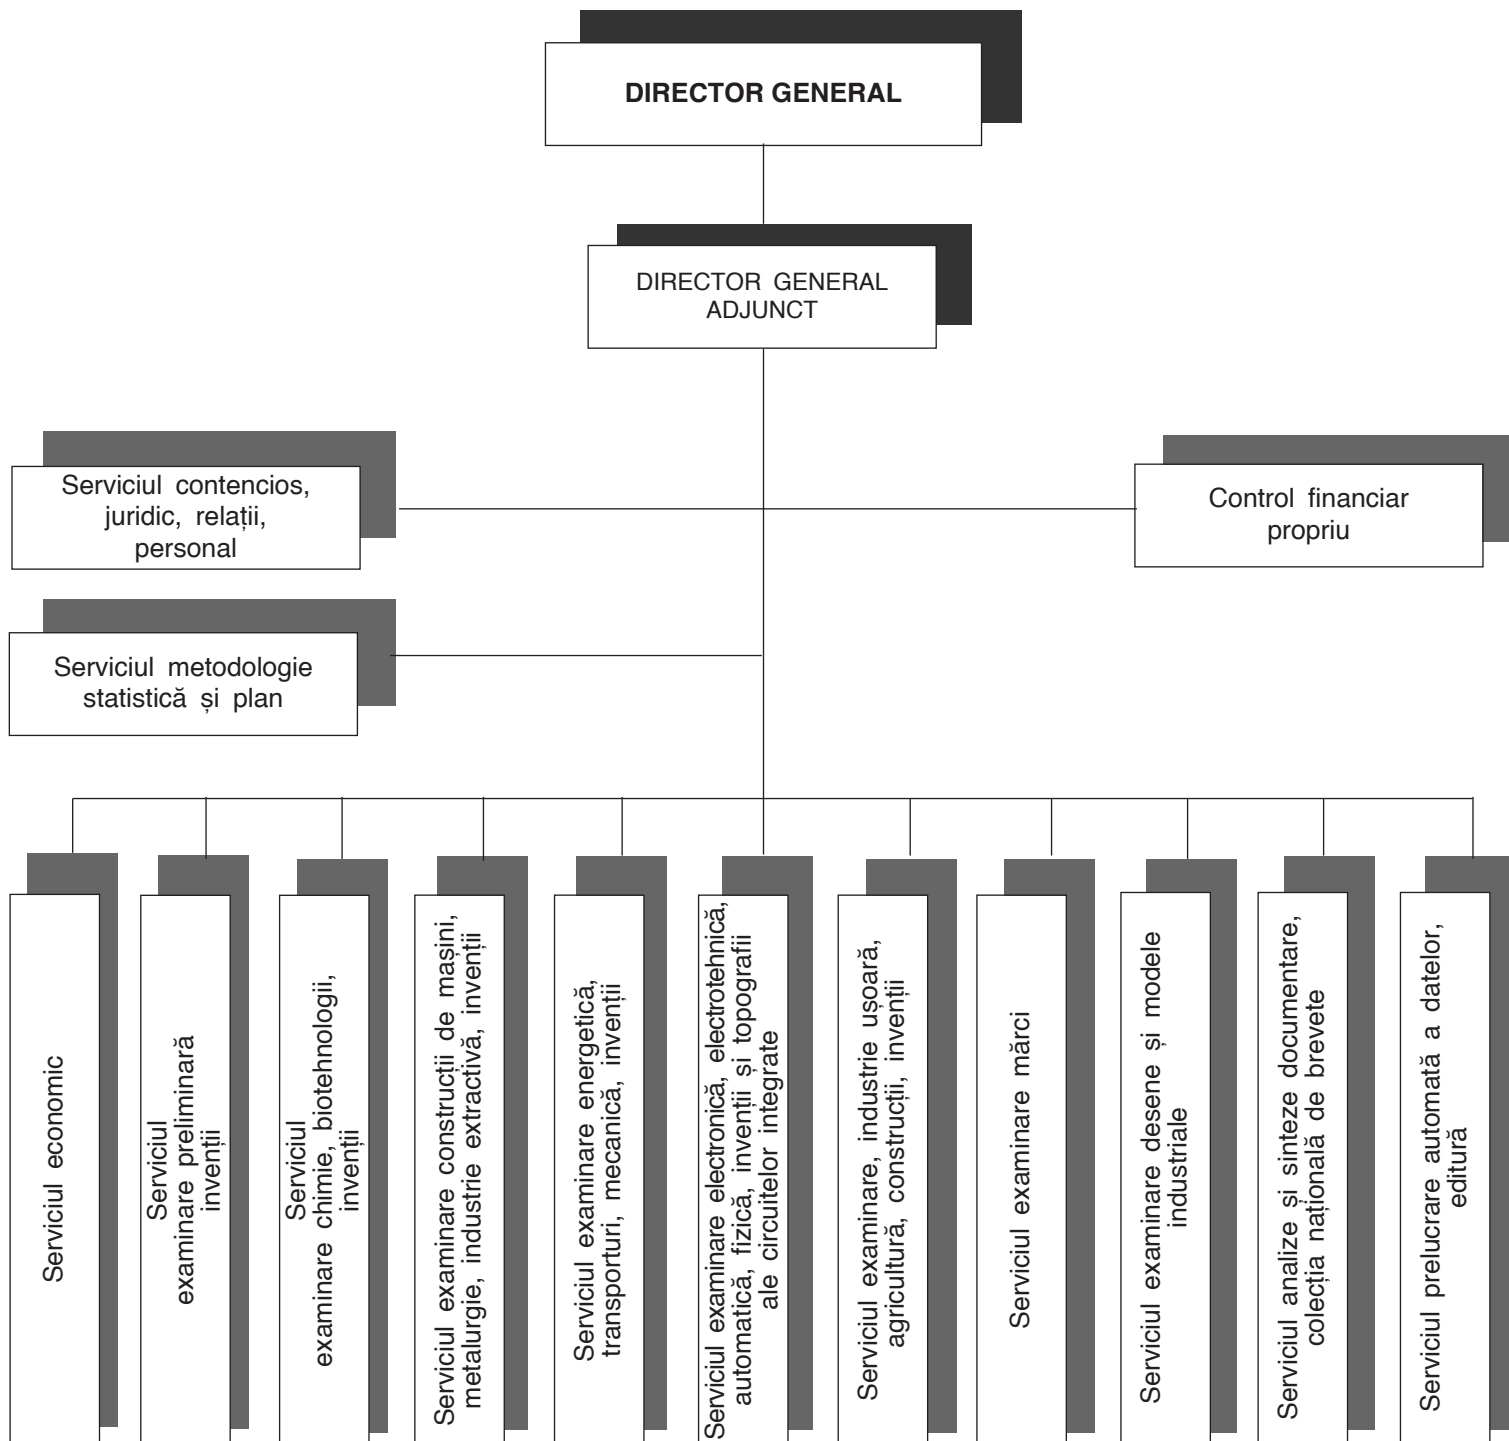 DIRECTOR GENERAL
DIRECTOR GENERAL
ADJUNCT
Serviciul contencios,
juridic, relații,
personal
Control financiar
propriu
Serviciul metodologie
statistică și plan
Serviciul economic
Serviciul
examinare preliminară
invenții
Serviciul
examinare chimie, biotehnologii,
invenții
Serviciul examinare construcții de mașini,
metalurgie, industrie extractivă, invenții
Serviciul examinare energetică,
transporturi, mecanică, invenții
Serviciul examinare electronică, electrotehnică,
automatică, fizică, invenții și topografii
ale circuitelor integrate
Serviciul examinare, industrie ușoară,
agricultură, construcții, invenții
Serviciul examinare mărci
Serviciul examinare desene și modele
industriale
Serviciul analize și sinteze documentare,
colecția națională de brevete
Serviciul prelucrare automată a datelor,
editură